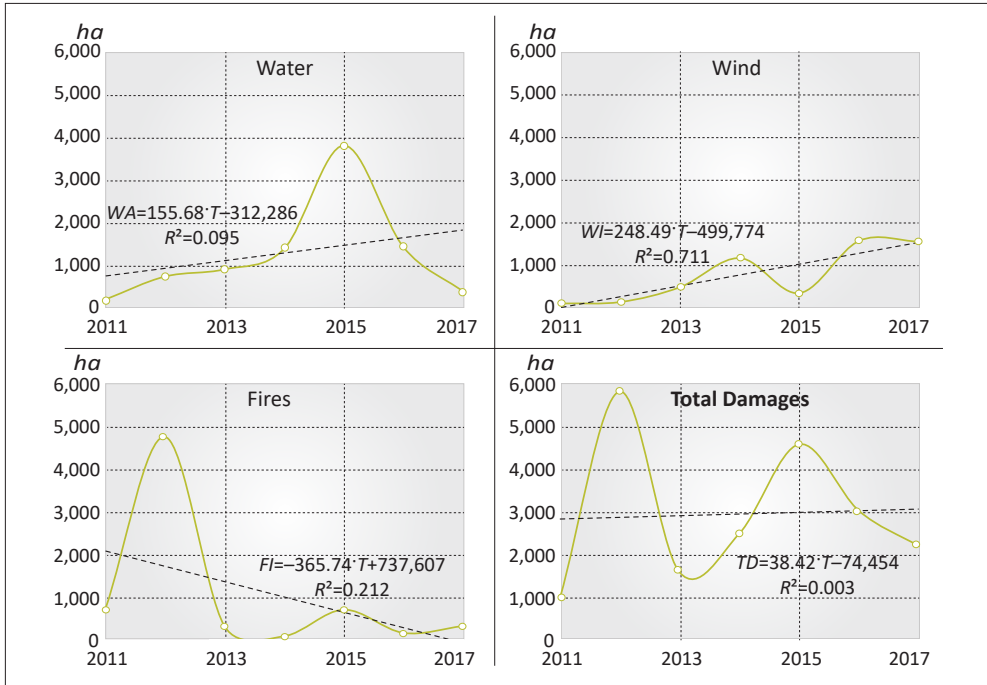 ha
6,000
Water
5,000
4,000
3,000
WA=155.68·T–312,286
2,000
R²=0.095
1,000
0
2011 2013 2015 2017
ha
6,000
Wind
5,000
4,000
3,000
2,000
WI=248.49·T–499,774
R²=0.711
1,000
0
2011 2013 2015 2017
ha
6,000
Fires
5,000
4,000
3,000
2,000
FI=–365.74·T+737,607
R²=0.212
1,000
0
2011 2013 2015 2017
ha
6,000
Total Damages
5,000
4,000
3,000
2,000
TD=38.42·T–74,454
R²=0.003
1,000
0
2011 2013 2015 2017